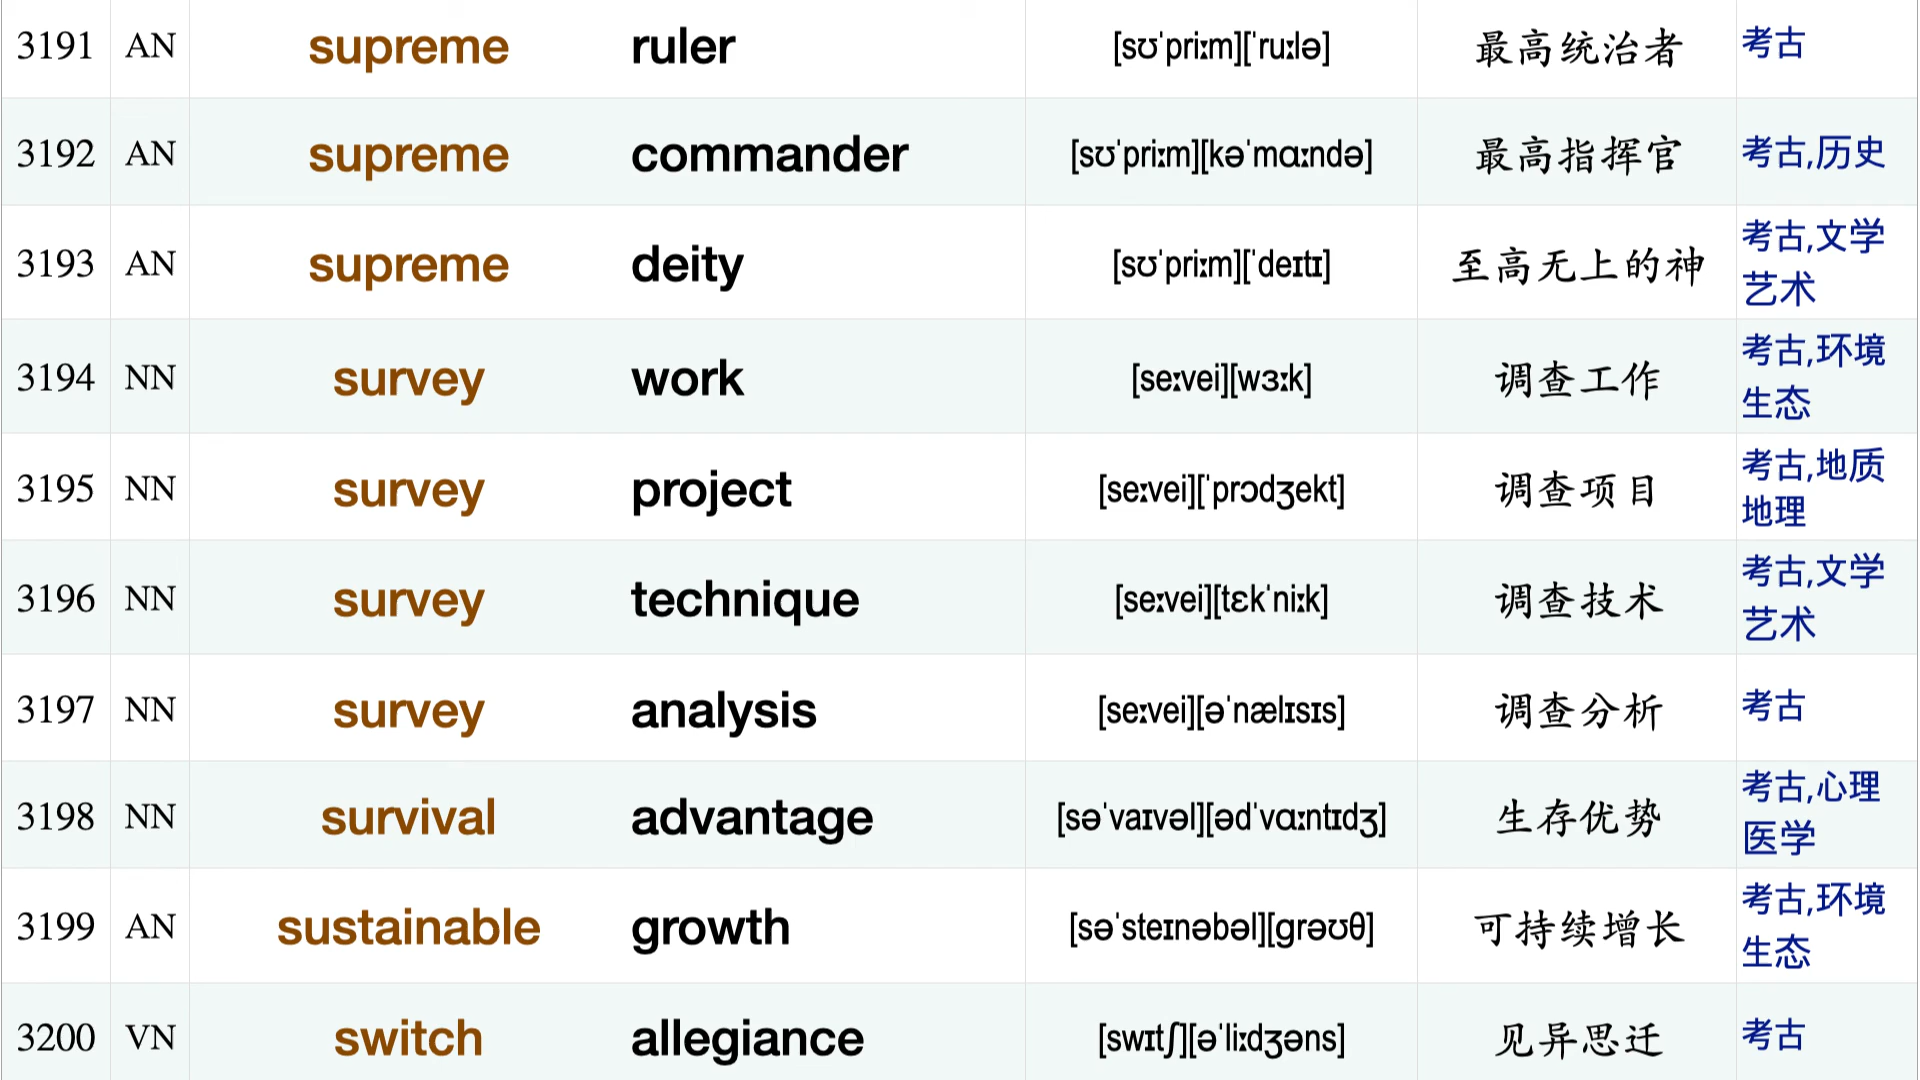 3191 AN supreme ruler [sʊˈpriːm][ˈruːlə] 最高统治者 考古
3192 AN supreme commander [sʊˈpriːm][kəˈmɑːndə] 最高指挥官 考古,历史
3193 AN supreme deity [sʊˈpriːm][ˈdeɪtɪ] 至高无上的神 考古,文学
艺术
3194 NN survey work [seːvei][wɜːk] 调查工作 考古,环境
生态
3195 NN survey project [seːvei][ˈprɔdʒekt] 调查项目 考古,地质
地理
3196 NN survey technique [seːvei][tɛkˈniːk] 调查技术 考古,文学
艺术
3197 NN survey analysis [seːvei][əˈnælɪsɪs] 调查分析 考古
3198 NN survival advantage [səˈvaɪvəl][ədˈvɑːntɪdʒ] 生存优势 考古,心理
医学
3199 AN sustainable growth [səˈsteɪnəbəl][grəʊθ] 可持续增长 考古,环境
生态
3200 VN switch allegiance [swɪtʃ][əˈliːdʒəns] 见异思迁 考古